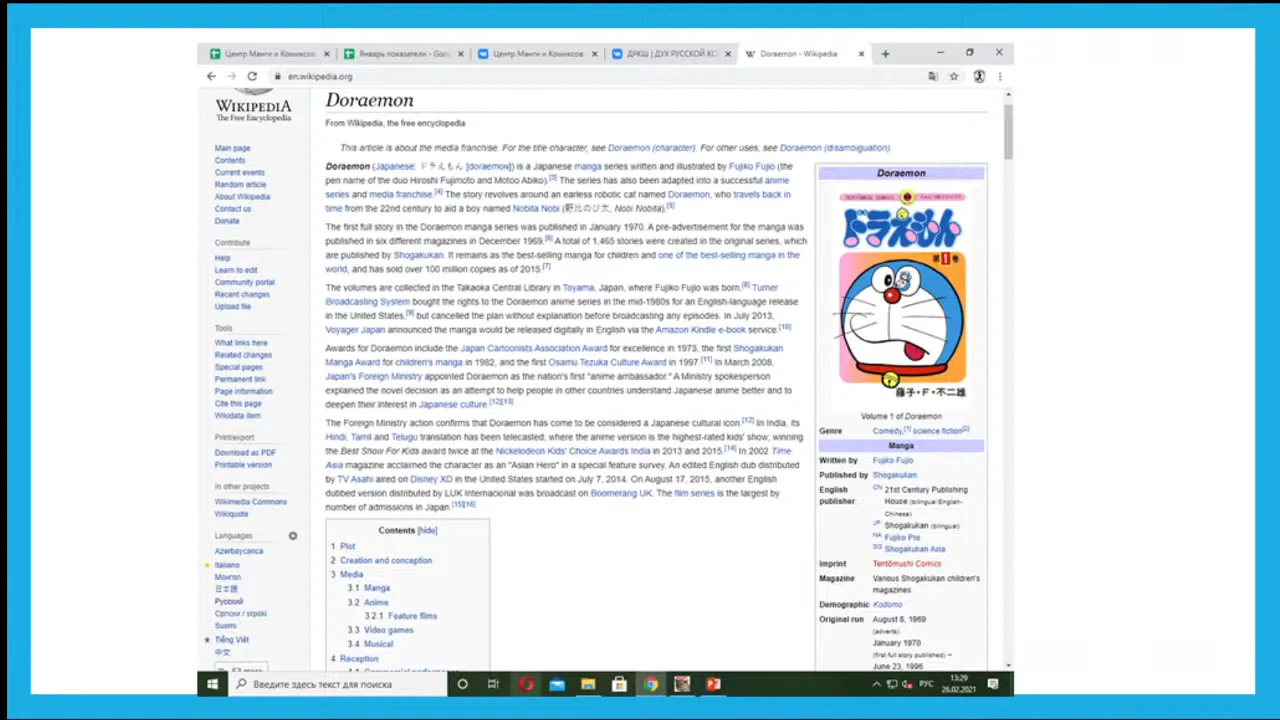 Центр Манги и Комиксов
Январь показатели - Goo
Центр Манги и Комиксов
ДРКШ | ДУХ РУССКОЙ КО
Doraemon - Wikipedia
en.wikipedia.org
WIKIPEDIA
The Free Encyclopedia
Main page
Contents
Current events
Random article
About Wikipedia
Contact us
Donate
Contribute
Help
Learn to edit
Community portal
Recent changes
Upload file
Tools
What links here
Related changes
Special pages
Permanent link
Page information
Cite this page
Wikidata item
Print/export
Download as PDF
Printable version
In other projects
Wikimedia Commons
Wikiquote
Languages
Azərbaycanca
Italiano
Монгол
日本語
Русский
Српски / srpski
Suomi
Tiếng Việt
中文
Doraemon
From Wikipedia, the free encyclopedia
This article is about the media franchise. For the title character, see Doraemon (character). For other uses, see Doraemon (disambiguation).
Doraemon (Japanese: ドラえもん [doɾaemoɴ]) is a Japanese manga series written and illustrated by Fujiko Fujio (the
pen name of the duo Hiroshi Fujimoto and Motoo Abiko).[3] The series has also been adapted into a successful anime
series and media franchise.[4] The story revolves around an earless robotic cat named Doraemon, who travels back in
time from the 22nd century to aid a boy named Nobita Nobi (野比のび太, Nobi Nobita).[5]
The first full story in the Doraemon manga series was published in January 1970. A pre-advertisement for the manga was
published in six different magazines in December 1969.[6] A total of 1,465 stories were created in the original series, which
are published by Shogakukan. It remains as the best-selling manga for children and one of the best-selling manga in the
world, and has sold over 100 million copies as of 2015.[7]
The volumes are collected in the Takaoka Central Library in Toyama, Japan, where Fujiko Fujio was born.[8] Turner
Broadcasting System bought the rights to the Doraemon anime series in the mid-1980s for an English-language release
in the United States,[9] but cancelled the plan without explanation before broadcasting any episodes. In July 2013,
Voyager Japan announced the manga would be released digitally in English via the Amazon Kindle e-book service.[10]
Awards for Doraemon include the Japan Cartoonists Association Award for excellence in 1973, the first Shogakukan
Manga Award for children's manga in 1982, and the first Osamu Tezuka Culture Award in 1997.[11] In March 2008,
Japan's Foreign Ministry appointed Doraemon as the nation's first "anime ambassador." A Ministry spokesperson
explained the novel decision as an attempt to help people in other countries understand Japanese anime better and to
deepen their interest in Japanese culture.[12][13]
The Foreign Ministry action confirms that Doraemon has come to be considered a Japanese cultural icon.[12] In India, its
Hindi, Tamil and Telugu translation has been telecasted, where the anime version is the highest-rated kids' show; winning
the Best Show For Kids award twice at the Nickelodeon Kids' Choice Awards India in 2013 and 2015.[14] In 2002 Time
Asia magazine acclaimed the character as an "Asian Hero" in a special feature survey. An edited English dub distributed
by TV Asahi aired on Disney XD in the United States started on July 7, 2014. On August 17, 2015, another English
dubbed version distributed by LUK Internacional was broadcast on Boomerang UK. The film series is the largest by
number of admissions in Japan.[15][16]
Contents [hide]
1 Plot
2 Creation and conception
3 Media
3.1 Manga
3.2 Anime
3.2.1 Feature films
3.3 Video games
3.4 Musical
4 Reception
Doraemon
ドラえもん
第1巻
藤子・F・不二雄
Volume 1 of Doraemon
Genre Comedy,[1] science fiction[2]
Manga
Written by Fujiko Fujio
Published by Shogakukan
English publisher
CN 21st Century Publishing
House (bilingual English-
Chinese)
JP Shogakukan (bilingual)
NA Fujiko Pro
SG Shogakukan Asia
Imprint Tentōmushi Comics
Magazine Various Shogakukan children's
magazines
Demographic Kodomo
Original run August 8, 1969
(adverts)
January 1970
(first full story published) –
June 23, 1996
Введите здесь текст для поиска
РУС
13:29
26.02.2021